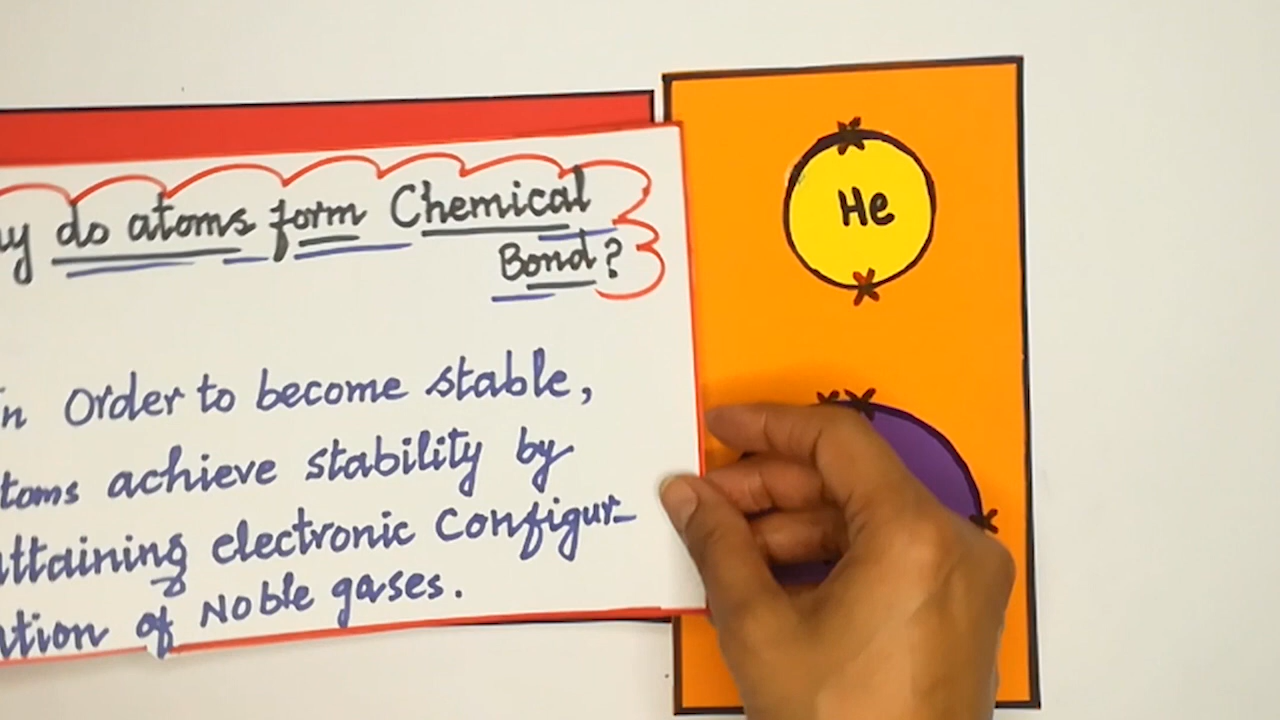 do atoms form Chemical
Bond?
Order to become stable,
achieve stability by
electronic Configur-
of Noble gases.
He